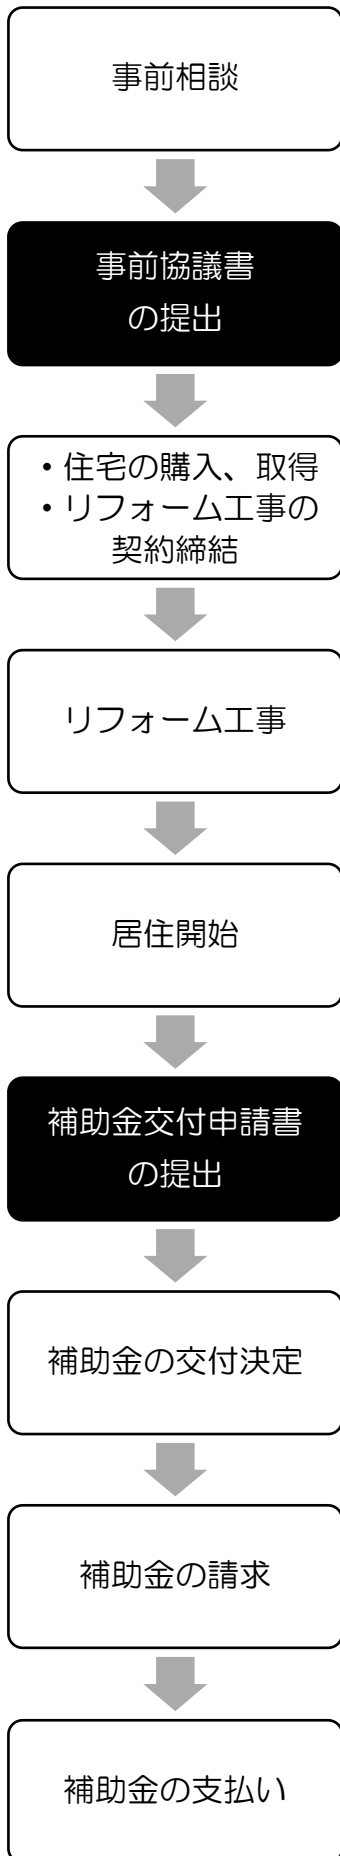 事前相談
事前協議書
の提出
・住宅の購入、取得
・リフォーム工事の
契約締結
リフォーム工事
居住開始
補助金交付申請書
の提出
補助金の交付決定
補助金の請求
補助金の支払い